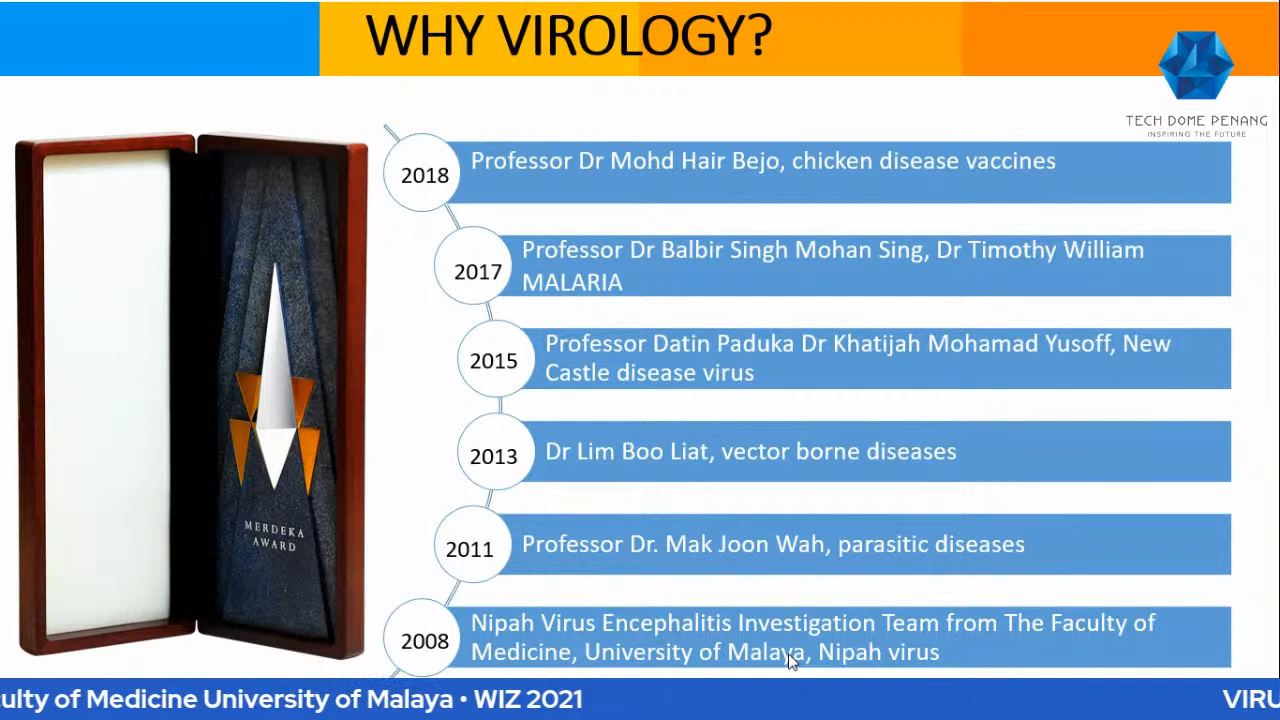 WHY VIROLOGY?
TECH DOME PENANG
INSPIRING THE FUTURE
2018
Professor Dr Mohd Hair Bejo, chicken disease vaccines
2017
Professor Dr Balbir Singh Mohan Sing, Dr Timothy William
MALARIA
2015
Professor Datin Paduka Dr Khatijah Mohamad Yusoff, New
Castle disease virus
2013
Dr Lim Boo Liat, vector borne diseases
2011
Professor Dr. Mak Joon Wah, parasitic diseases
2008
Nipah Virus Encephalitis Investigation Team from The Faculty of
Medicine, University of Malaya, Nipah virus
MERDEKA
AWARD
culty of Medicine University of Malaya • WIZ 2021
VIRU